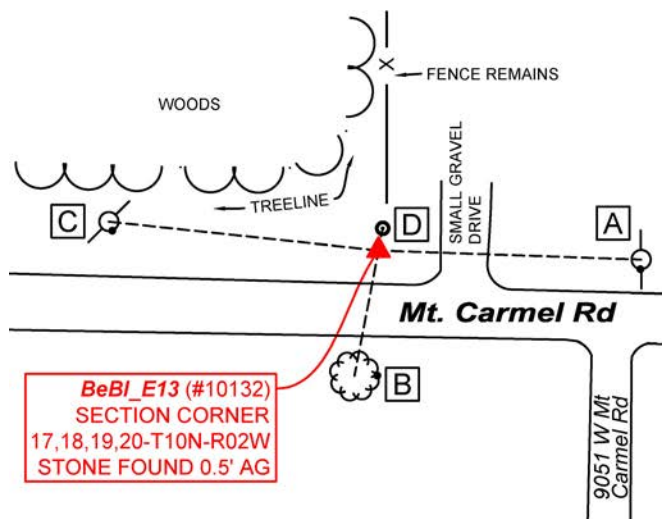 X
FENCE REMAINS
WOODS
SMALL GRAVEL
DRIVE
TREELINE
C
D
A
Mt. Carmel Rd
B
BeBl_E13 (#10132)
SECTION CORNER
17,18,19,20-T10N-R02W
STONE FOUND 0.5' AG
9051 W Mt
Carmel Rd